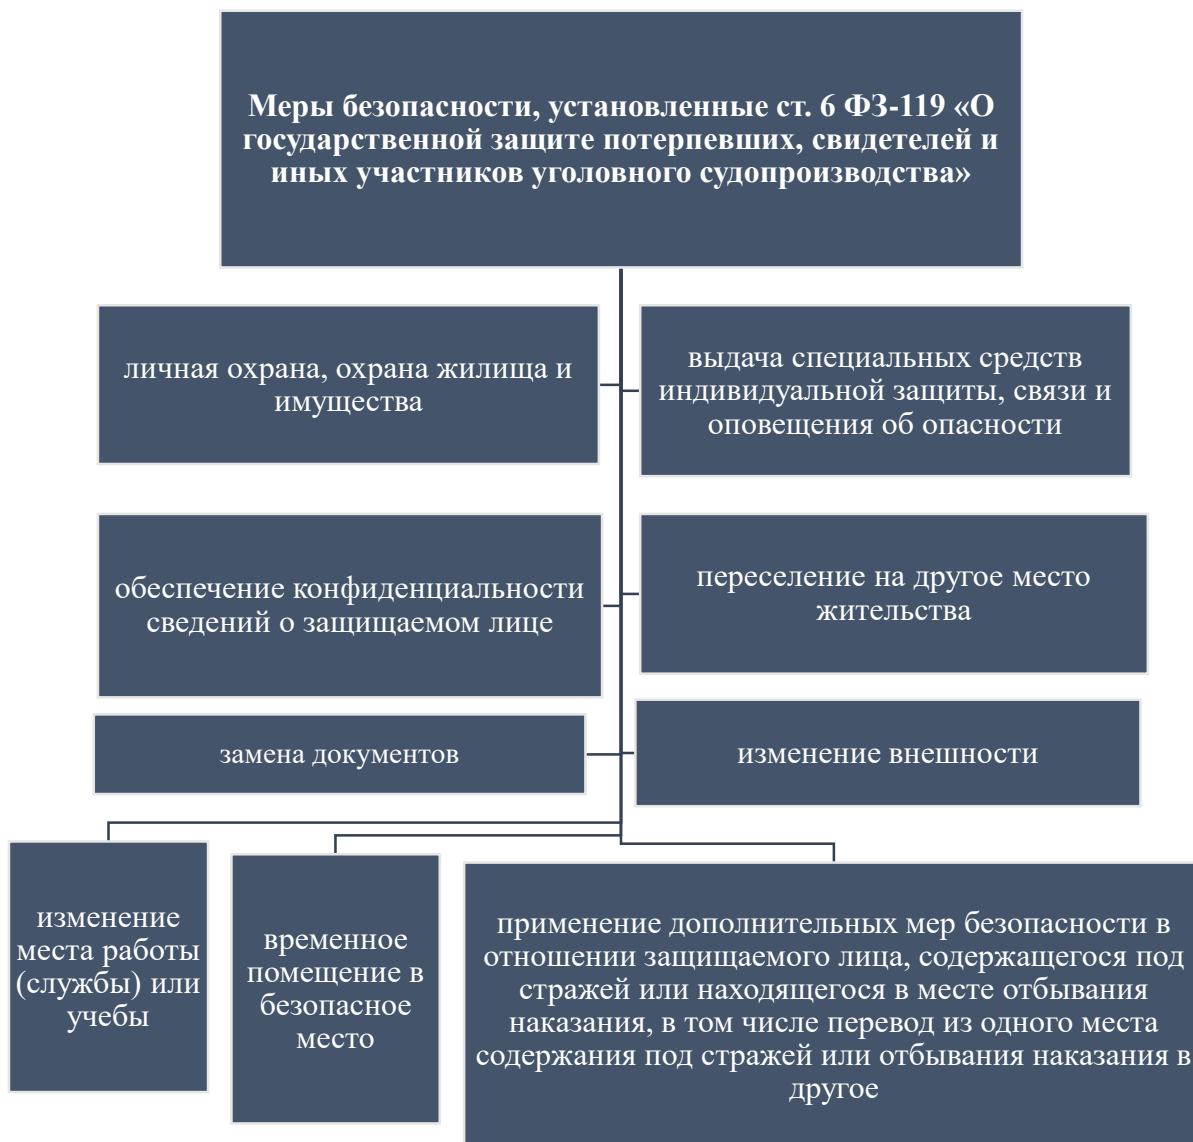 Меры безопасности, установленные ст. 6 ФЗ-119 «О
государственной защите потерпевших, свидетелей и
иных участников уголовного судопроизводства»
личная охрана, охрана жилища и
имущества
выдача специальных средств
индивидуальной защиты, связи и
оповещения об опасности
обеспечение конфиденциальности
сведений о защищаемом лице
переселение на другое место
жительства
замена документов
изменение внешности
изменение
места работы
(службы) или
учебы
временное
помещение в
безопасное
место
применение дополнительных мер безопасности в
отношении защищаемого лица, содержащегося под
стражей или находящегося в месте отбывания
наказания, в том числе перевод из одного места
содержания под стражей или отбывания наказания в
другое